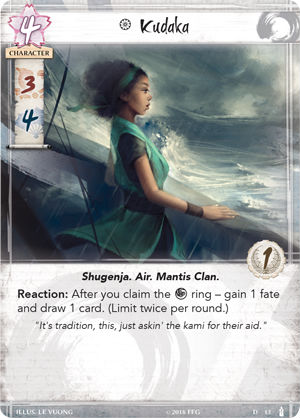 4
Kudaka
CHARACTER
3
4
Shugenja. Air. Mantis Clan.
1
Reaction: After you claim the ring – gain 1 fate
and draw 1 card. (Limit twice per round.)
"It's tradition, this, just askin' the kami for their aid."
ILLUS. LE VUONG
© 2018 FFG
D